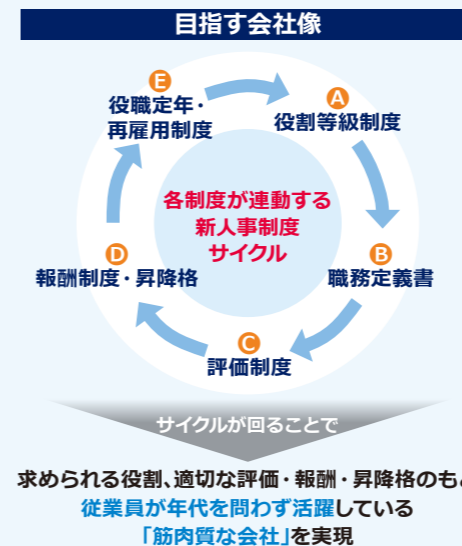 目指す会社像
E
役職定年・
再雇用制度
A
役割等級制度
各制度が連動する
新人事制度
サイクル
D
報酬制度・昇降格
B
職務定義書
C
評価制度
サイクルが回ることで
求められる役割、適切な評価・報酬・昇降格のも
従業員が年代を問わず活躍している
「筋肉質な会社」を実現